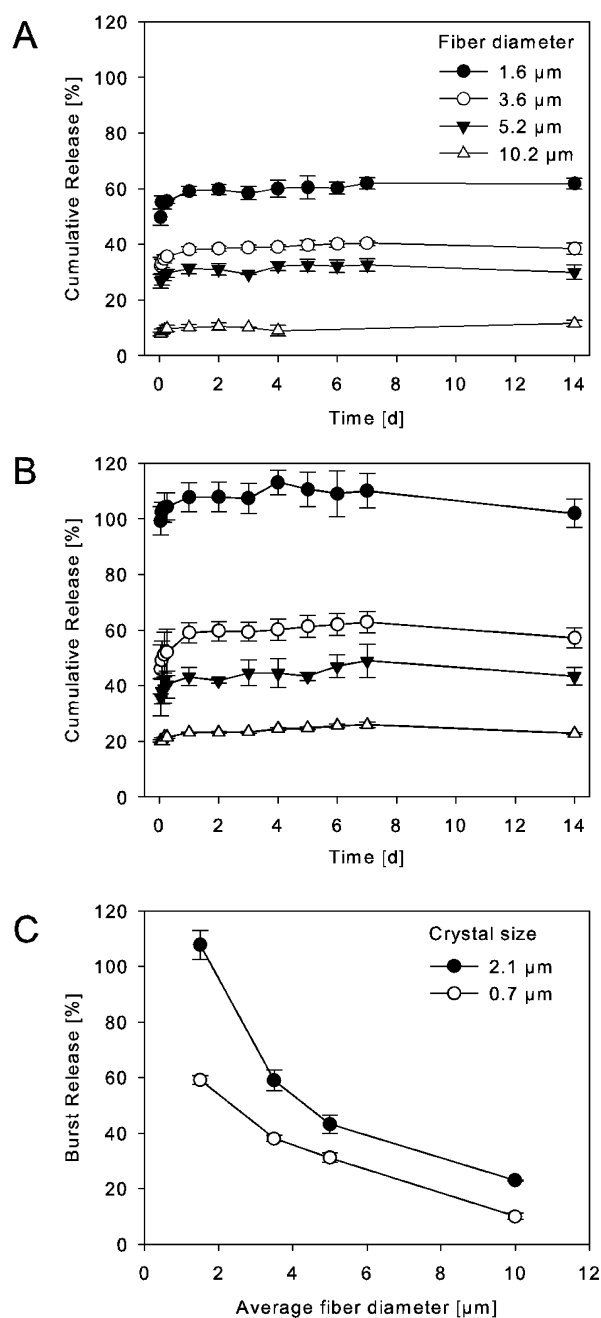 A
Fiber diameter
1.6 µm
3.6 µm
5.2 µm
10.2 µm
Cumulative Release [%]
120
100
80
60
40
20
0
0 2 4 6 8 10 12 14
Time [d]
B
Cumulative Release [%]
120
100
80
60
40
20
0
0 2 4 6 8 10 12 14
Time [d]
C
Crystal size
2.1 µm
0.7 µm
Burst Release [%]
120
100
80
60
40
20
0
0 2 4 6 8 10 12
Average fiber diameter [µm]